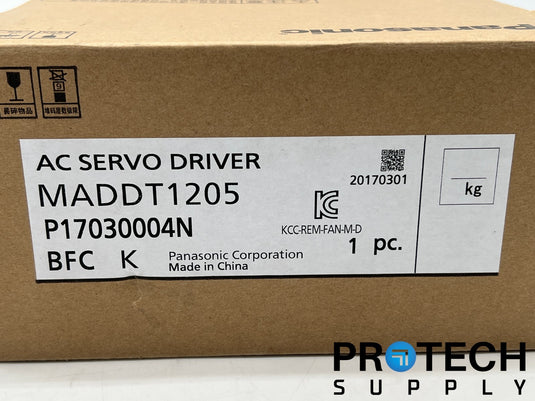 Panasonic
AC SERVO DRIVER
MADDT1205
20170301
P17030004N
KCC-REM-FAN-M-D
1 pc.
BFC K
Panasonic Corporation
Made in China
kg
PROTECH
SUPPLY